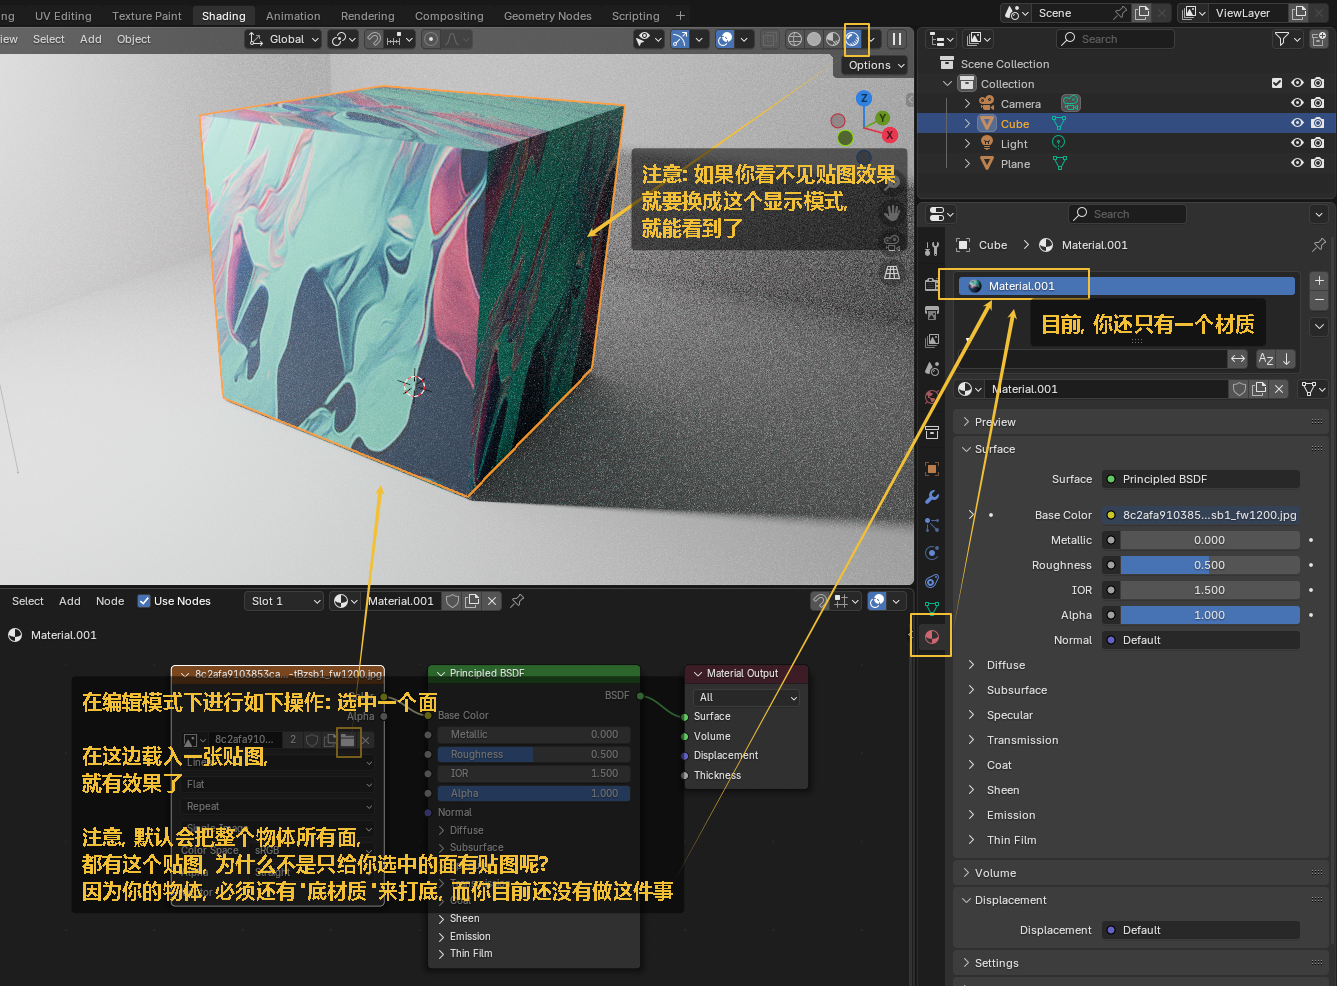 ng UV Editing Texture Paint Shading Animation Rendering Compositing Geometry Nodes Scripting +
Scene
ViewLayer
iew Select Add Object
Global
Options
Search
Scene Collection
Collection
Camera
Cube
Light
Plane
Z
Y
X
注意: 如果你看不见贴图效果
就要换成这个显示模式,
就能看到了
Search
Cube > Material.001
Material.001
目前, 你还只有一个材质
Material.001
Preview
Surface
Surface Principled BSDF
Base Color 8c2afa910385...sb1_fw1200.jpg
Metallic 0.000
Roughness 0.500
IOR 1.500
Alpha 1.000
Normal Default
Diffuse
Subsurface
Specular
Transmission
Coat
Sheen
Emission
Thin Film
Volume
Displacement
Displacement Default
Settings
Select Add Node Use Nodes Slot 1 Material.001
Material.001
8c2afa9103853ca...-tBzsb1_fw1200.jpg
Alpha
8c2afa910... 2
Flat
Repeat
Color Space sRGB
在编辑模式下进行如下操作: 选中一个面
在这边载入一张贴图,
就有效果了
注意, 默认会把整个物体所有面,
都有这个贴图, 为什么不是只给你选中的面有贴图呢?
因为你的物体, 必须还有"底材质"来打底, 而你目前还没有做这件事
Principled BSDF
BSDF
Base Color
Metallic 0.000
Roughness 0.500
IOR 1.500
Alpha 1.000
Normal
Diffuse
Subsurface
Coat
Sheen
Emission
Thin Film
Material Output
All
Surface
Volume
Displacement
Thickness